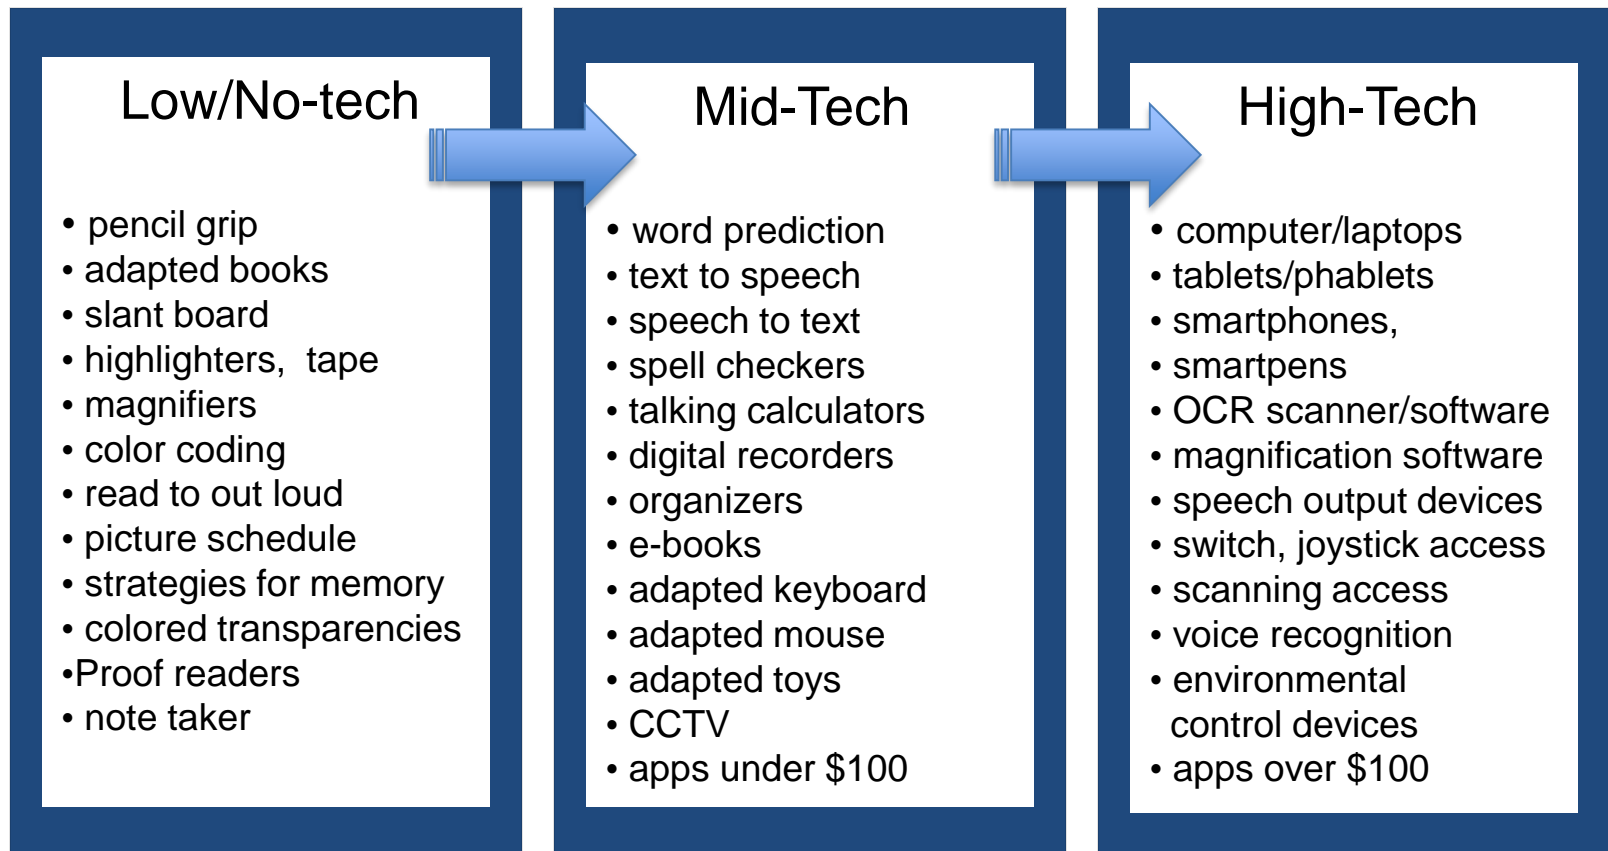 Low/No-tech
• pencil grip
• adapted books
• slant board
• highlighters,  tape
• magnifiers
• color coding
• read to out loud
• picture schedule
• strategies for memory
• colored transparencies
•Proof readers
• note taker
Mid-Tech
• word prediction
• text to speech
• speech to text
• spell checkers
• talking calculators
• digital recorders
• organizers
• e-books
• adapted keyboard
• adapted mouse
• adapted toys
• CCTV
• apps under $100
High-Tech
• computer/laptops
• tablets/phablets
• smartphones,
• smartpens
• OCR scanner/software
• magnification software
• speech output devices
• switch, joystick access
• scanning access
• voice recognition
• environmental
control devices
• apps over $100